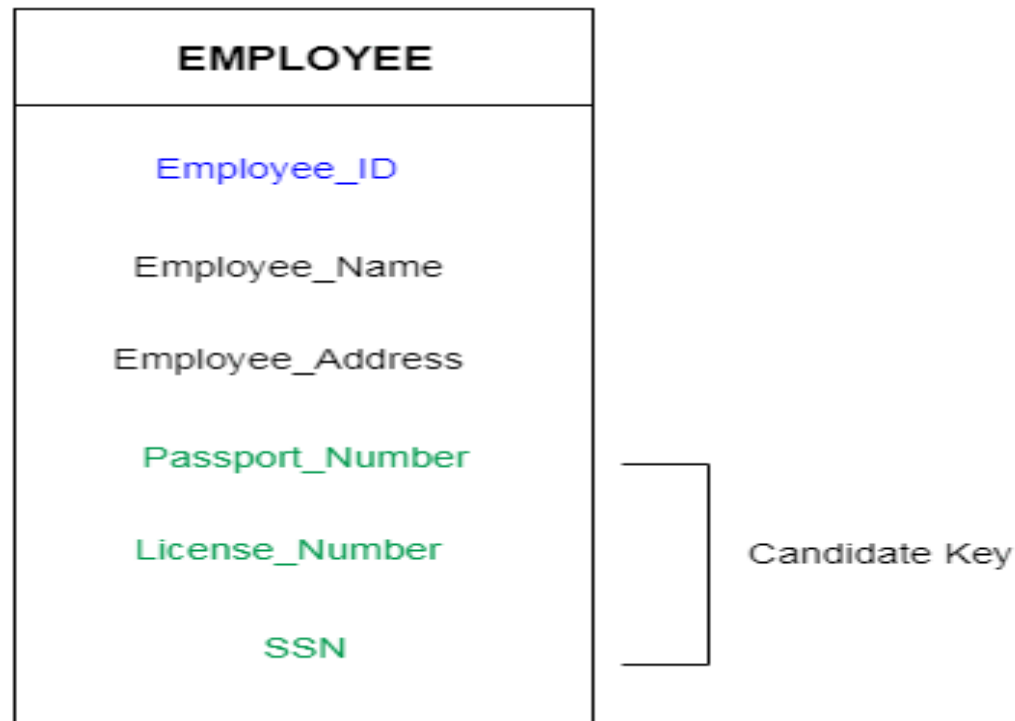 EMPLOYEE
Employee_ID
Employee_Name
Employee_Address
Passport_Number
License_Number
Candidate Key
SSN